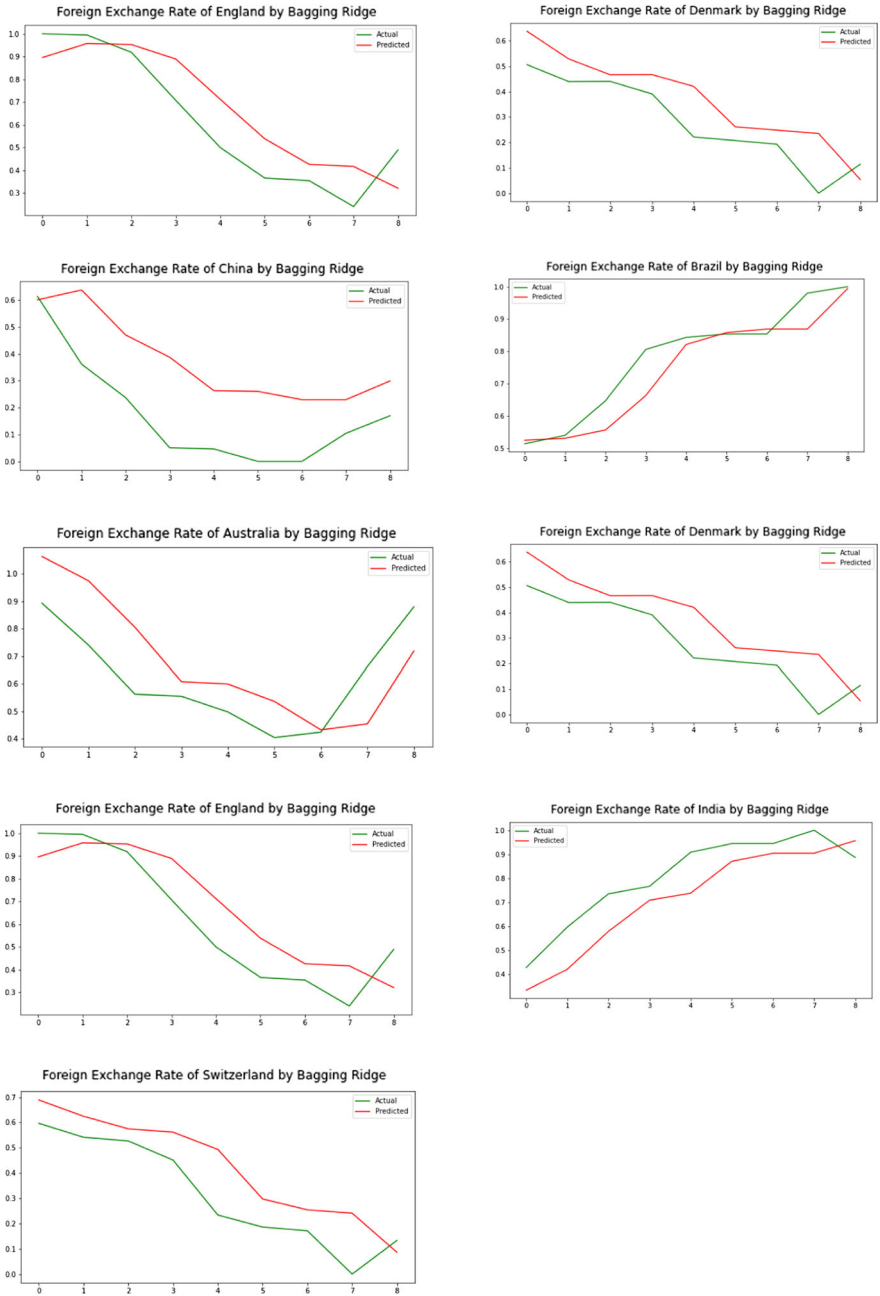 Foreign Exchange Rate of England by Bagging Ridge
Actual
Predicted
1.0
0.9
0.8
0.7
0.6
0.5
0.4
0.3
0 1 2 3 4 5 6 7 8
Foreign Exchange Rate of Denmark by Bagging Ridge
Actual
Predicted
0.6
0.5
0.4
0.3
0.2
0.1
0.0
0 1 2 3 4 5 6 7 8
Foreign Exchange Rate of China by Bagging Ridge
Actual
Predicted
0.6
0.5
0.4
0.3
0.2
0.1
0.0
0 1 2 3 4 5 6 7 8
Foreign Exchange Rate of Brazil by Bagging Ridge
Actual
Predicted
1.0
0.9
0.8
0.7
0.6
0.5
0 1 2 3 4 5 6 7 8
Foreign Exchange Rate of Australia by Bagging Ridge
Actual
Predicted
1.0
0.9
0.8
0.7
0.6
0.5
0.4
0 1 2 3 4 5 6 7 8
Foreign Exchange Rate of Denmark by Bagging Ridge
Actual
Predicted
0.6
0.5
0.4
0.3
0.2
0.1
0.0
0 1 2 3 4 5 6 7 8
Foreign Exchange Rate of England by Bagging Ridge
Actual
Predicted
1.0
0.9
0.8
0.7
0.6
0.5
0.4
0.3
0 1 2 3 4 5 6 7 8
Foreign Exchange Rate of India by Bagging Ridge
Actual
Predicted
1.0
0.9
0.8
0.7
0.6
0.5
0.4
0 1 2 3 4 5 6 7 8
Foreign Exchange Rate of Switzerland by Bagging Ridge
Actual
Predicted
0.7
0.6
0.5
0.4
0.3
0.2
0.1
0.0
0 1 2 3 4 5 6 7 8